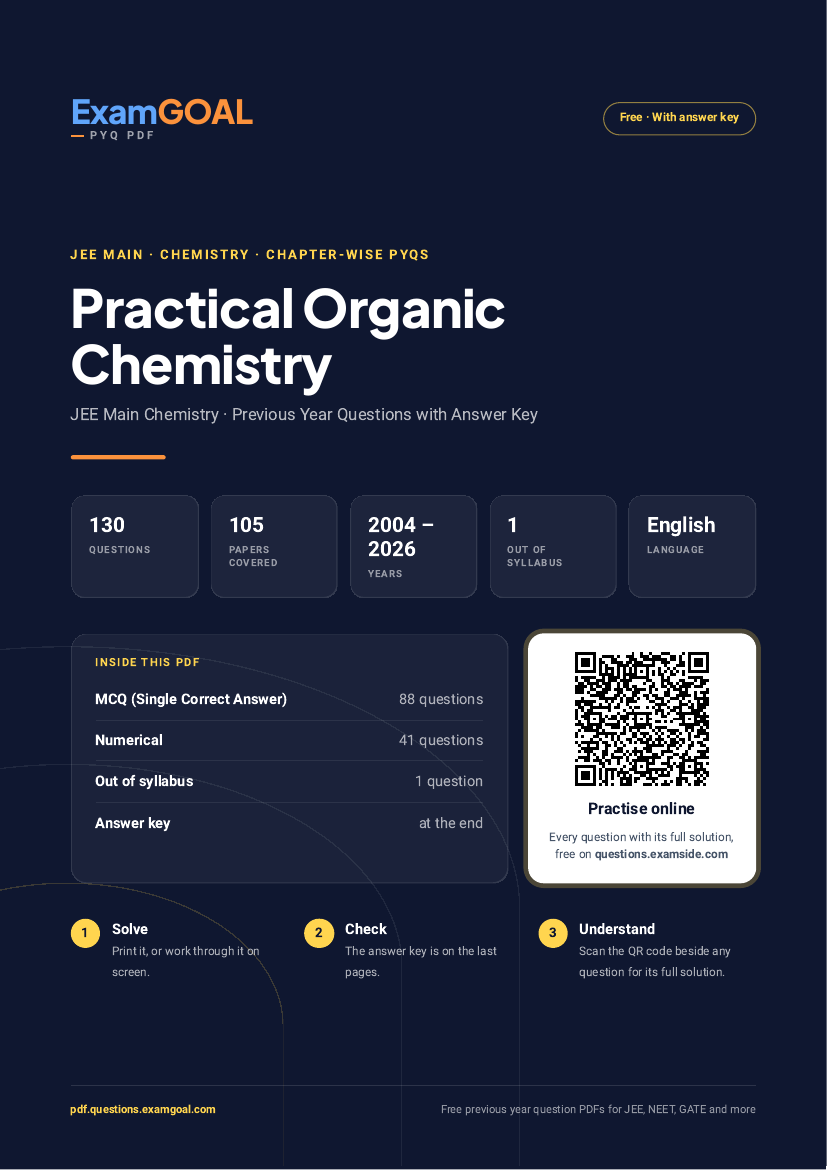 ExamGOAL
PYQ PDF
Free · With answer key
JEE MAIN · CHEMISTRY · CHAPTER-WISE PYQS
Practical Organic
Chemistry
JEE Main Chemistry · Previous Year Questions with Answer Key
130
QUESTIONS
105
PAPERS
COVERED
2004 –
2026
YEARS
1
OUT OF
SYLLABUS
English
LANGUAGE
INSIDE THIS PDF
MCQ (Single Correct Answer) 88 questions
Numerical 41 questions
Out of syllabus 1 question
Answer key at the end
Practise online
Every question with its full solution,
free on questions.examside.com
1 Solve
Print it, or work through it on
screen.
2 Check
The answer key is on the last
pages.
3 Understand
Scan the QR code beside any
question for its full solution.
pdf.questions.examgoal.com
Free previous year question PDFs for JEE, NEET, GATE and more